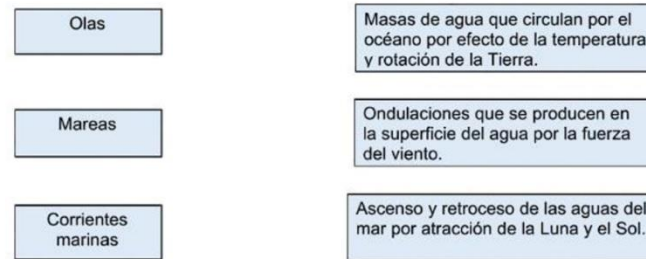 Olas
Masas de agua que circulan por el
océano por efecto de la temperatura
y rotación de la Tierra.
Mareas
Ondulaciones que se producen en
la superficie del agua por la fuerza
del viento.
Corrientes
marinas
Ascenso y retroceso de las aguas del
mar por atracción de la Luna y el Sol.